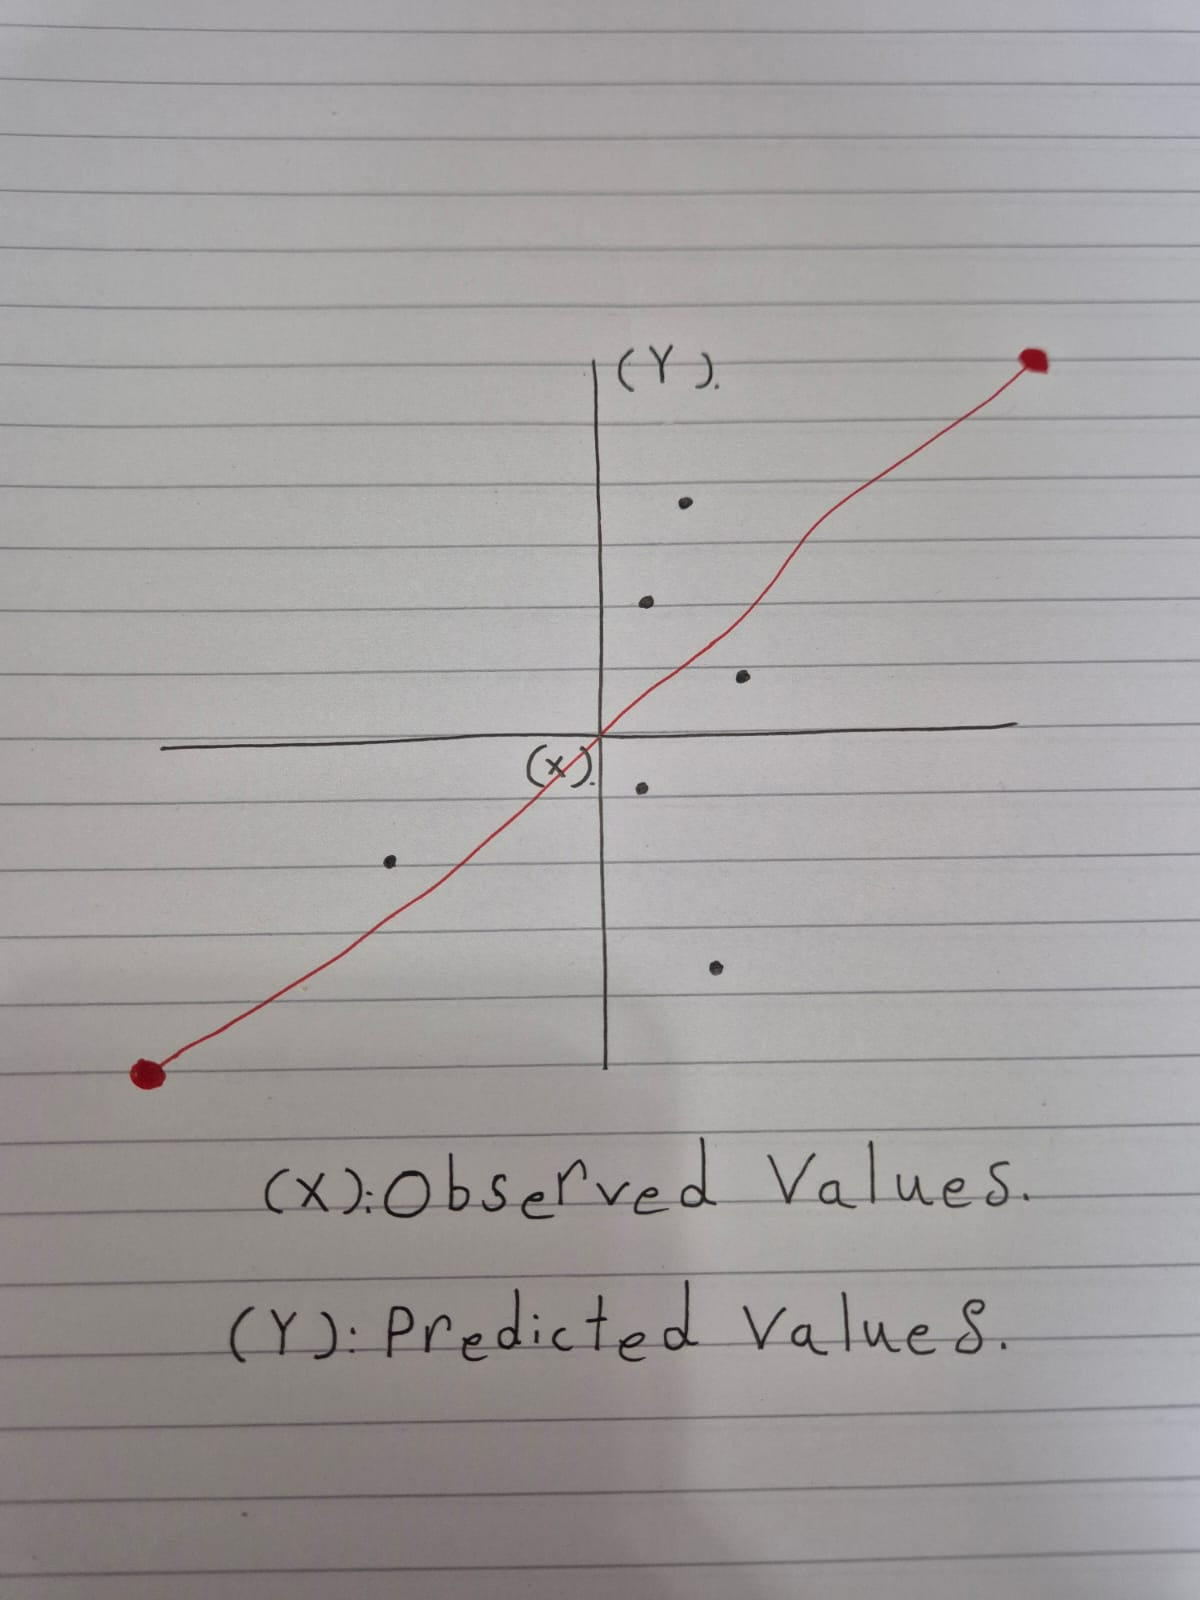 (Y).
(x).
(X):Observed Values.
(Y): Predicted Values.